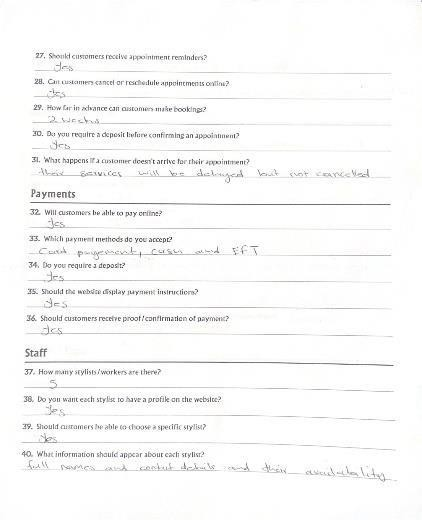 27. Should customers receive appointment reminders?
Yes
28. Can customers cancel or reschedule appointments online?
Yes
29. How far in advance can customers make bookings?
2 weeks
30. Do you require a deposit before confirming an appointment?
Yes
31. What happens if a customer doesn't arrive for their appointment?
their services will be delayed but not cancelled
Payments
32. Will customers be able to pay online?
Yes
33. Which payment methods do you accept?
Card payement, cash and EFT
34. Do you require a deposit?
Yes
35. Should the website display payment instructions?
Yes
36. Should customers receive proof/confirmation of payment?
Yes
Staff
37. How many stylists/workers are there?
5
38. Do you want each stylist to have a profile on the website?
Yes
39. Should customers be able to choose a specific stylist?
Yes
40. What information should appear about each stylist?
full names and contact details and their availability